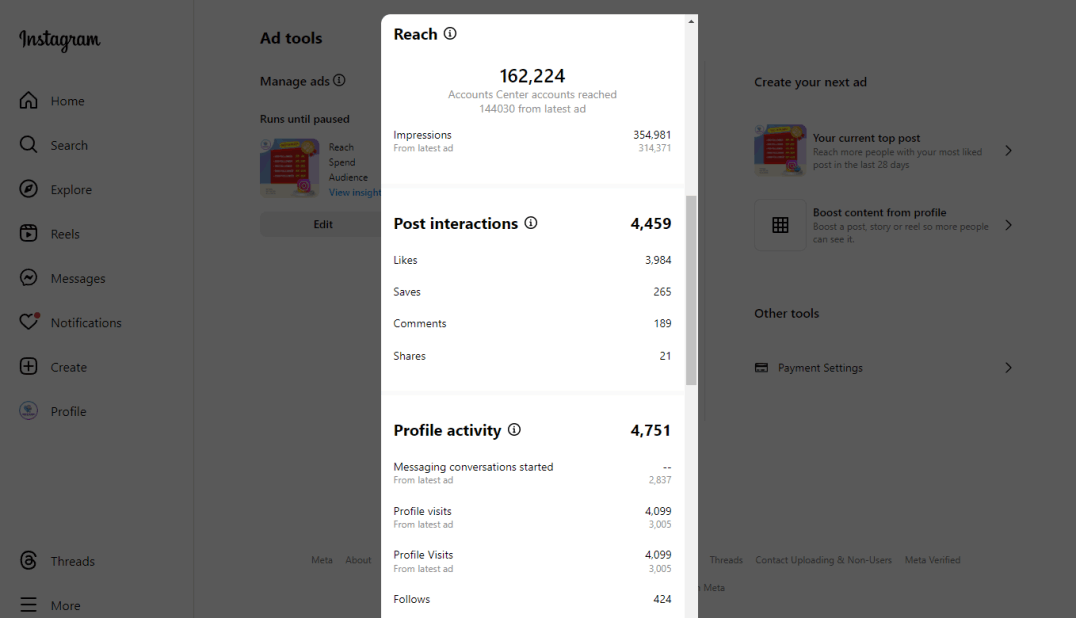 Instagram
Home
Search
Explore
Reels
Messages
Notifications
Create
Profile
Threads
More
Ad tools
Manage ads
Runs until paused
Reach
Spend
Audience
View insight
Edit
Reach
162,224
Accounts Center accounts reached
144030 from latest ad
Impressions 354,981
From latest ad 314,371
Post interactions 4,459
Likes 3,984
Saves 265
Comments 189
Shares 21
Profile activity 4,751
Messaging conversations started --
From latest ad 2,837
Profile visits 4,099
From latest ad 3,005
Profile Visits 4,099
From latest ad 3,005
Follows 424
Create your next ad
Your current top post
Reach more people with your most liked
post in the last 28 days
Boost content from profile
Boost a post, story or reel so more people
can see it.
Other tools
Payment Settings
Meta About Threads Contact Uploading & Non-Users Meta Verified
Meta